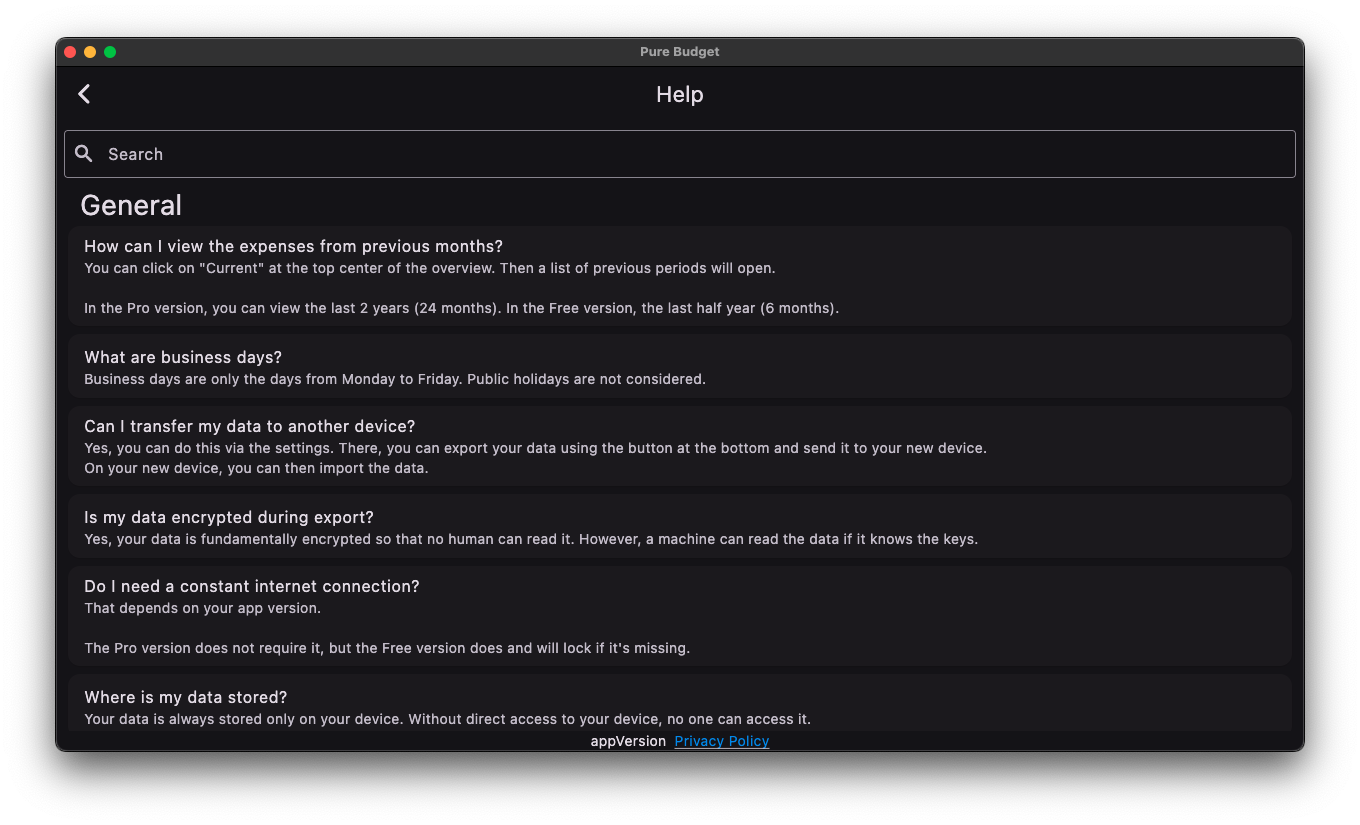 Pure Budget
Help
Search
General
How can I view the expenses from previous months?
You can click on "Current" at the top center of the overview. Then a list of previous periods will open.
In the Pro version, you can view the last 2 years (24 months). In the Free version, the last half year (6 months).
What are business days?
Business days are only the days from Monday to Friday. Public holidays are not considered.
Can I transfer my data to another device?
Yes, you can do this via the settings. There, you can export your data using the button at the bottom and send it to your new device.
On your new device, you can then import the data.
Is my data encrypted during export?
Yes, your data is fundamentally encrypted so that no human can read it. However, a machine can read the data if it knows the keys.
Do I need a constant internet connection?
That depends on your app version.
The Pro version does not require it, but the Free version does and will lock if it's missing.
Where is my data stored?
Your data is always stored only on your device. Without direct access to your device, no one can access it.
appVersion Privacy Policy